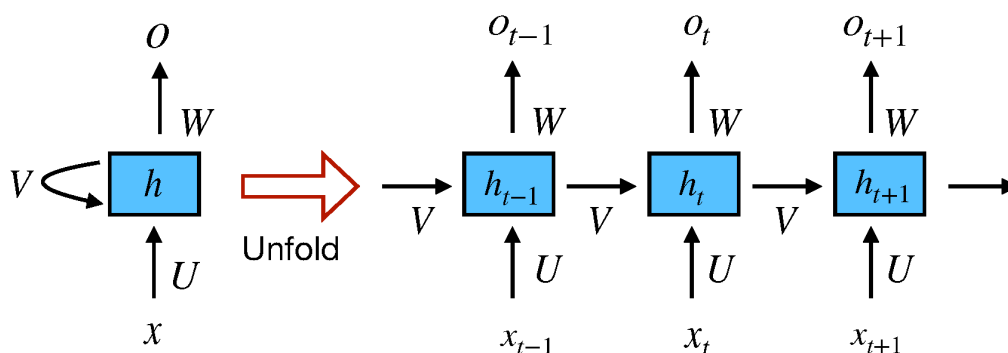 o o_{t-1} o_t o_{t+1}
W W W W
V h h_{t-1} h_t h_{t+1}
V V V
Unfold
U U U U
x x_{t-1} x_t x_{t+1}